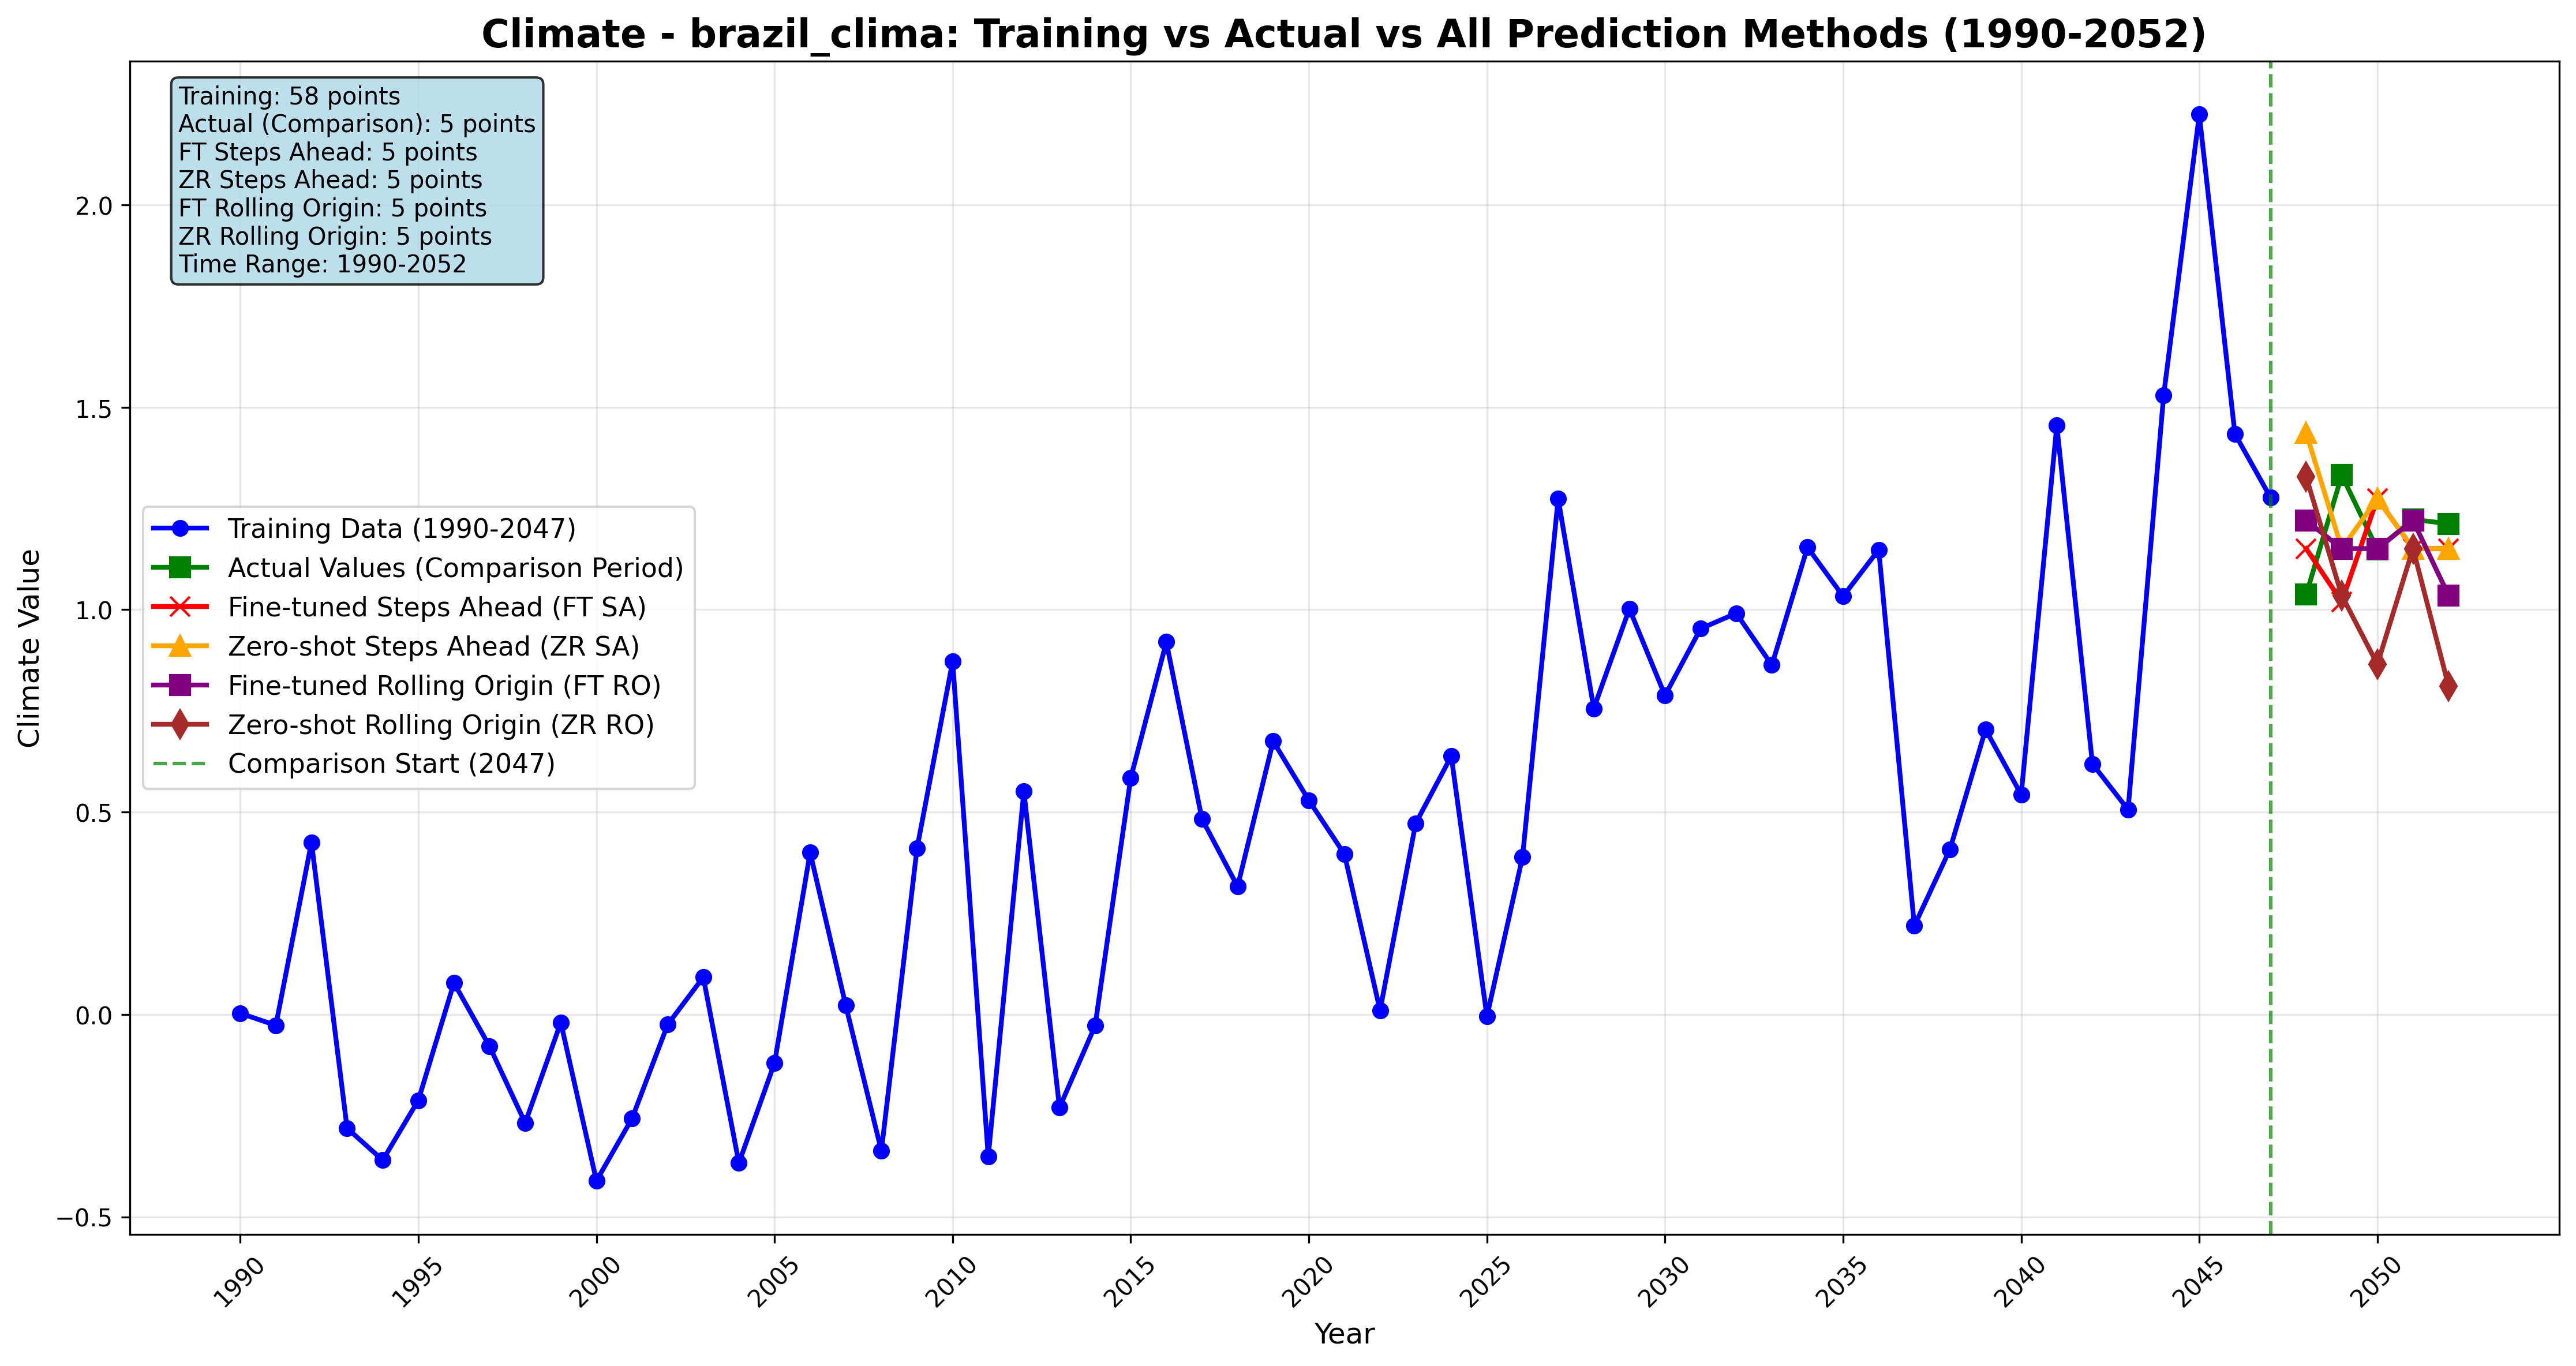 Climate - brazil_clima: Training vs Actual vs All Prediction Methods (1990-2052)
Training: 58 points
Actual (Comparison): 5 points
FT Steps Ahead: 5 points
ZR Steps Ahead: 5 points
FT Rolling Origin: 5 points
ZR Rolling Origin: 5 points
Time Range: 1990-2052
2.0
1.5
1.0
0.5
0.0
−0.5
Climate Value
Training Data (1990-2047)
Actual Values (Comparison Period)
Fine-tuned Steps Ahead (FT SA)
Zero-shot Steps Ahead (ZR SA)
Fine-tuned Rolling Origin (FT RO)
Zero-shot Rolling Origin (ZR RO)
Comparison Start (2047)
1990
1995
2000
2005
2010
2015
2020
2025
2030
2035
2040
2045
2050
Year